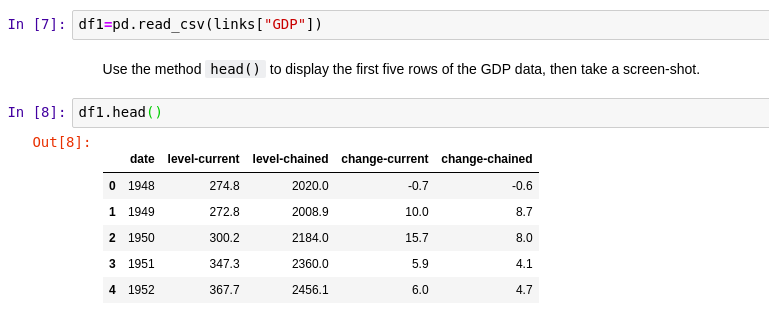 In [7]: df1=pd.read_csv(links["GDP"])
Use the method head() to display the first five rows of the GDP data, then take a screen-shot.
In [8]: df1.head()
Out[8]:
date level-current level-chained change-current change-chained
0 1948 274.8 2020.0 -0.7 -0.6
1 1949 272.8 2008.9 10.0 8.7
2 1950 300.2 2184.0 15.7 8.0
3 1951 347.3 2360.0 5.9 4.1
4 1952 367.7 2456.1 6.0 4.7